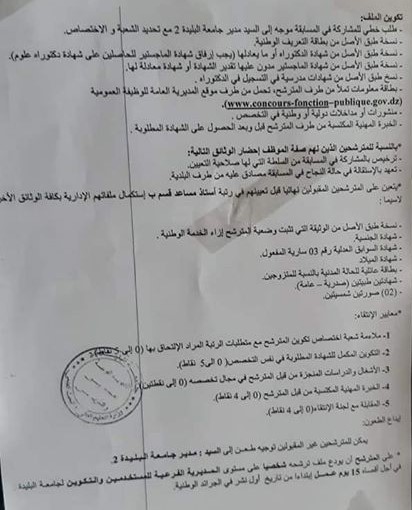 تكوين الملف:
- طلب خطي للمشاركة في المسابقة موجه إلى السيد مدير جامعة البليدة 2 مع تحديد الشعبة و الاختصاص.
- نسخة طبق الأصل من بطاقة التعريف الوطنية.
- نسخة طبق الأصل من شهادة الماجستير أو ما يعادلها (يجب إرفاق شهادة الماجستير للحاصلين على شهادة دكتوراه علوم).
- نسخة طبق الأصل من شهادة الماجستير مدون عليها تقدير الشهادة أو شهادة معادلة لها.
- نسخ طبق الأصل من شهادات مدرسية في التسجيل في الدكتوراه .
- بطاقة معلومات تملأ من طرف المترشح، تحمل من طرف موقع المديرية العامة للوظيفة العمومية
(www.concours-fonction-publique.gov.dz).
- منشورات أو مداخلات دولية أو وطنية في التخصص .
- الخبرة المهنية المكتسبة من طرف المترشح قبل وبعد الحصول على الشهادة المطلوبة .
*بالنسبة للمترشحين الذين لهم صفة الموظف إحضار الوثائق التالية:
- ترخيص بالمشاركة في المسابقة من السلطة التي لها صلاحية التعيين.
- تعهد بالإستقالة في حالة النجاح في المسابقة مصادق عليه من طرف البلدية.
*يتعين على المترشحين المقبولين نهائيا قبل تعيينهم في رتبة أستاذ مساعد قسم ب إستكمال ملفاتهم الإدارية بكافة الوثائق
لاسيما :
- نسخة طبق الأصل من الوثيقة التي تثبت وضعية المترشح إزاء الخدمة الوطنية .
- شهادة الجنسية.
- شهادة السوابق العدلية رقم 03 سارية المفعول.
- شهادة الميلاد
- بطاقة عائلية للحالة المدنية بالنسبة للمتزوجين.
- شهادتين طبيتين (صدرية – عامة).
- (02) صورتين شمسيتين.
*معايير الإنتقاء:
1- ملاءمة شعبة اختصاص تكوين المترشح مع متطلبات الرتبة المراد الإلتحاق بها (0 إلى 5 نقاط)
2- التكوين المكمل للشهادة المطلوبة في نفس التخصص (0 الى5 نقاط).
3- الأشغال والدراسات المنجزة من قبل المترشح في مجال تخصصه (0 إلى نقطتين)
4- الخبرة المهنية المكتسبة من قبل المترشح (0 إلى 4 نقاط).
5- المقابلة مع لجنة الإنتقاء(0 إلى 4 نقاط).
إيداع الطعون:
يمكن للمترشحين غير المقبولين توجيه طعن إلى السيد : مدير جامعة البليدة 2.
* على المترشح أن يودع ملف ترشحه شخصيا على مستوى المديرية الفرعية للمستخدمين والتكوين لجامعة البليدة
في أجل أقصاه 15 يوم عمل إبتداءا من تاريخ أول نشر في الجرائد الوطنية.